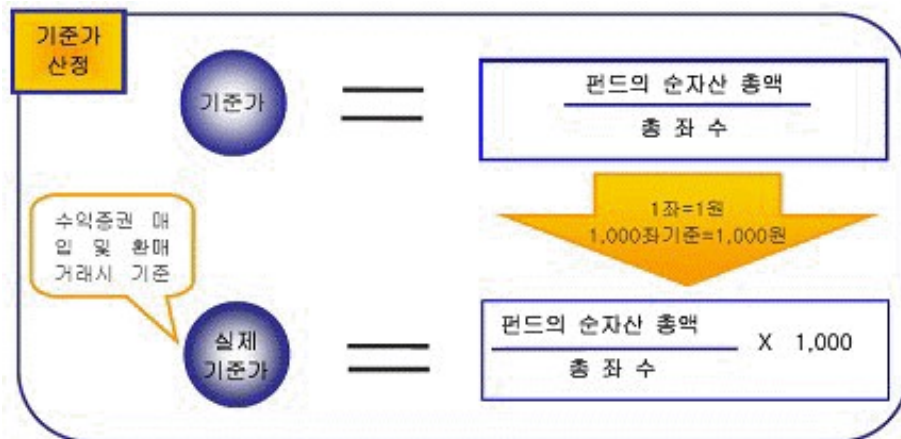 기준가
산정
기준가
펀드의 순자산 총액
총 좌 수
1좌=1원
1,000좌기준=1,000원
수익증권 매
입 및 환매
거래시 기준
실제
기준가
펀드의 순자산 총액
총 좌 수
X 1,000